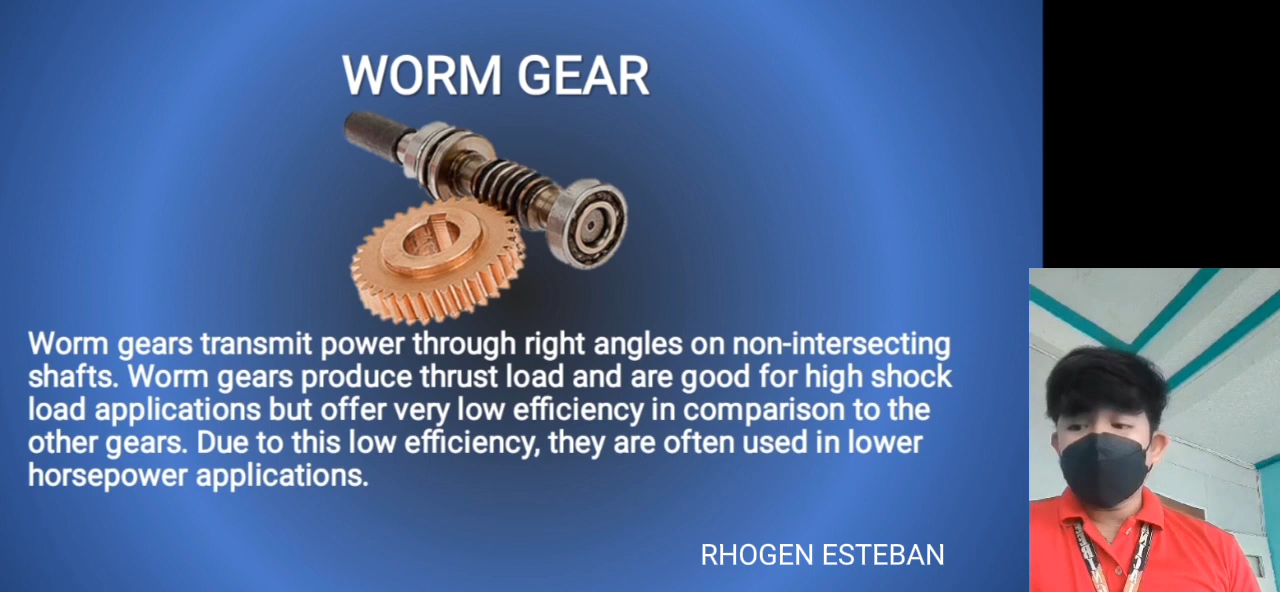 WORM GEAR
Worm gears transmit power through right angles on non-intersecting
shafts. Worm gears produce thrust load and are good for high shock
load applications but offer very low efficiency in comparison to the
other gears. Due to this low efficiency, they are often used in lower
horsepower applications.
RHOGEN ESTEBAN